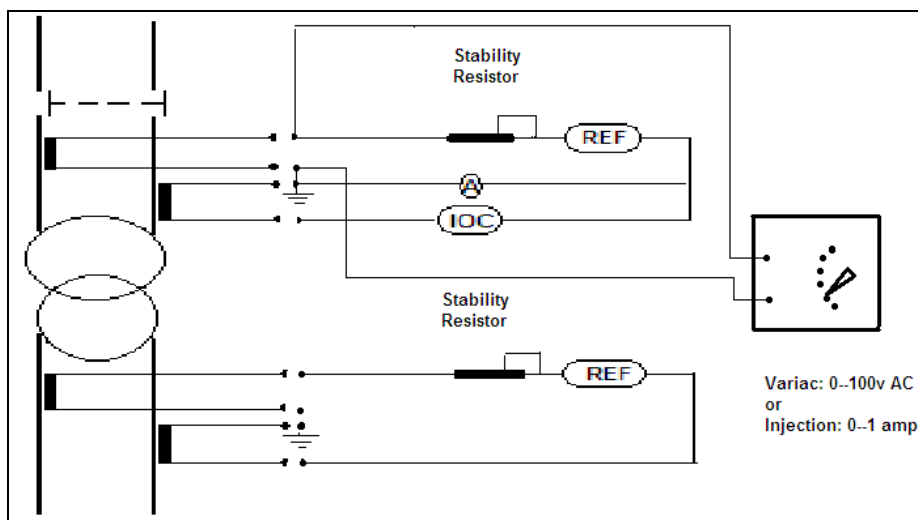 Stability
Resistor
REF
A
IOC
Stability
Resistor
REF
Variac: 0--100v AC
or
Injection: 0--1 amp